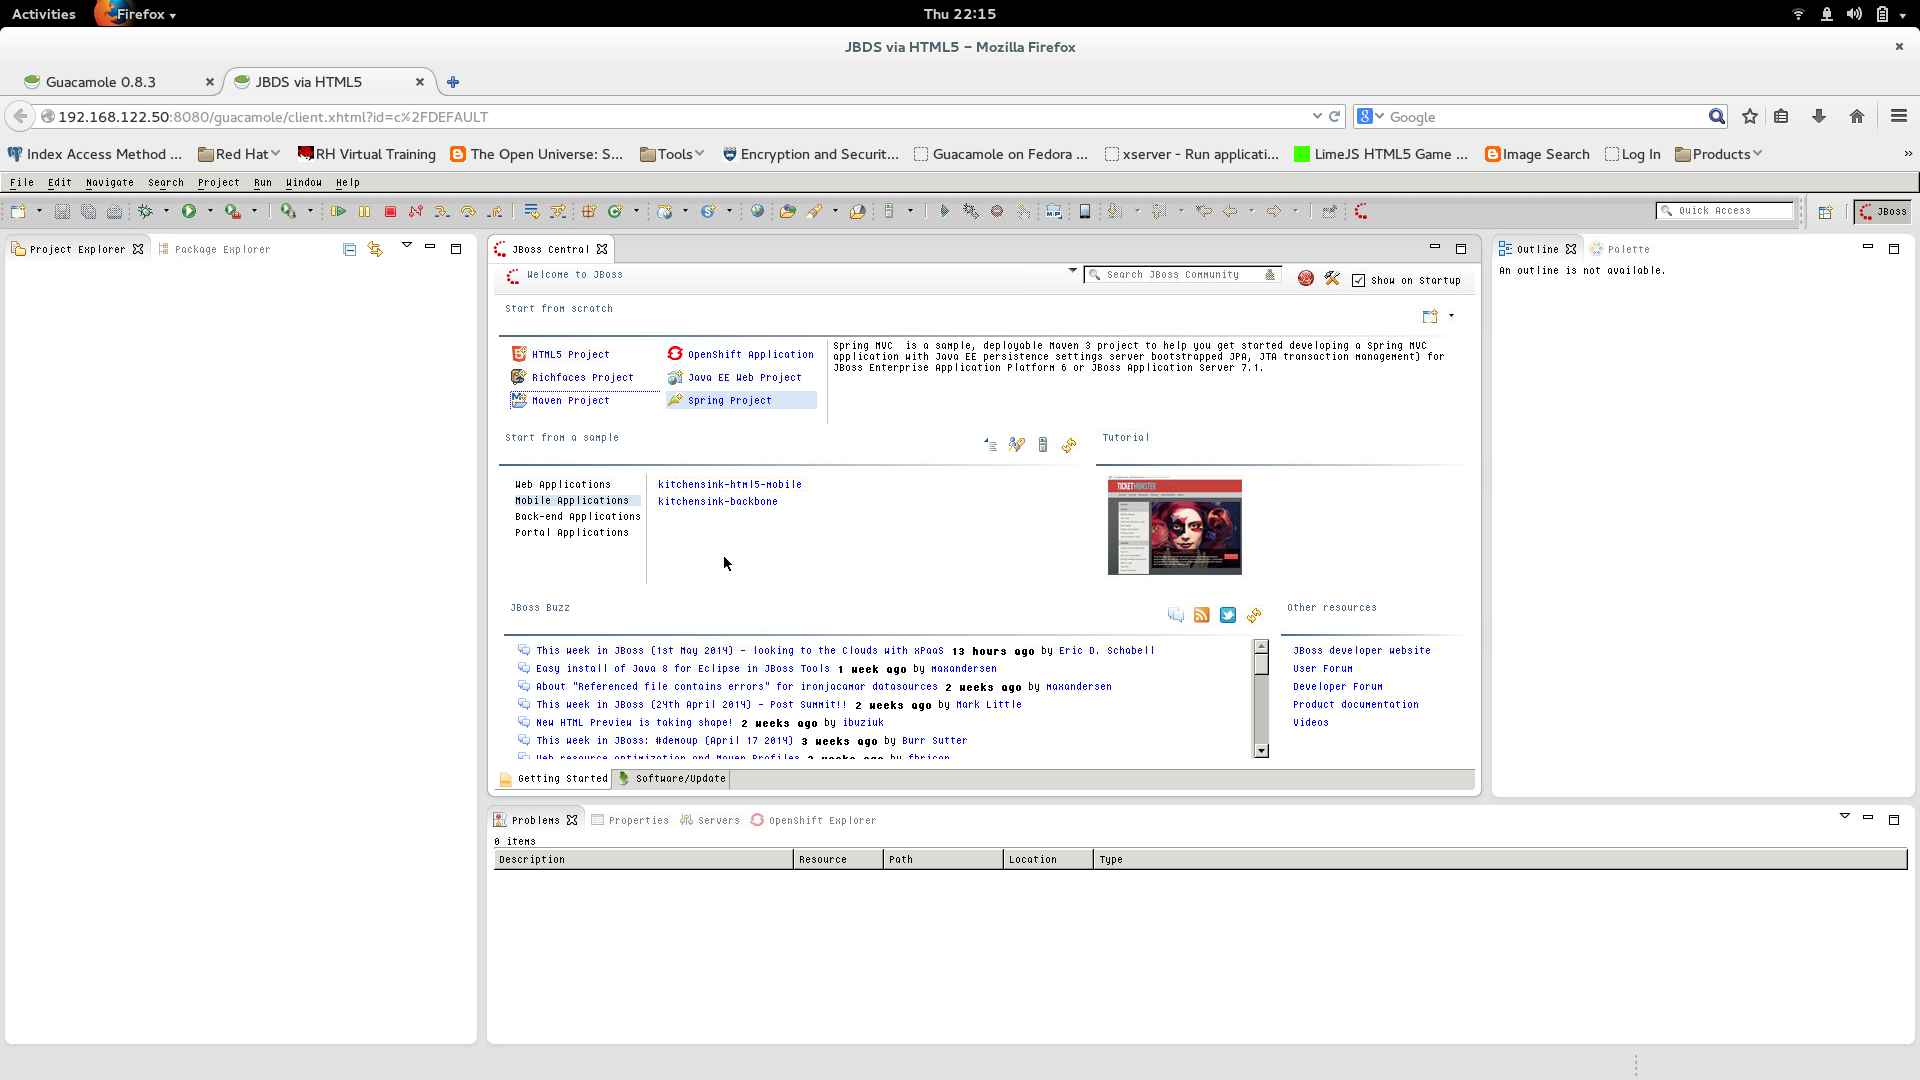 Activities Firefox Thu 22:15
JBDS via HTML5 – Mozilla Firefox
Guacamole 0.8.3 JBDS via HTML5
192.168.122.50:8080/guacamole/client.xhtml?id=c%2FDEFAULT Google
Index Access Method ... Red Hat RH Virtual Training The Open Universe: S... Tools Encryption and Securit... Guacamole on Fedora ... xserver - Run applicati... LimeJS HTML5 Game ... Image Search Log In Products »
File Edit Navigate Search Project Run Window Help
Quick Access JBoss
Project Explorer Package Explorer JBoss Central Outline Palette
Welcome to JBoss Search JBoss Community Show on Startup
An outline is not available.
Start from scratch
HTML5 Project OpenShift Application
Richfaces Project Java EE Web Project
Maven Project Spring Project
Spring MVC is a sample, deployable Maven 3 project to help you get started developing a Spring MVC
application with Java EE persistence settings server bootstrapped JPA, JTA transaction management) for
JBoss Enterprise Application Platform 6 or JBoss Application Server 7.1.
Start from a sample Tutorial
Web Applications
Mobile Applications
Back-end Applications
Portal Applications
kitchensink-html5-mobile
kitchensink-backbone
TICKETMONSTER
JBoss Buzz Other resources
This week in JBoss (1st May 2014) - looking to the Clouds with xPaaS 13 hours ago by Eric D. Schabell
Easy install of Java 8 for Eclipse in JBoss Tools 1 week ago by maxandersen
About "Referenced file contains errors" for ironjacamar datasources 2 weeks ago by maxandersen
This week in JBoss (24th April 2014) - Post Summit!! 2 weeks ago by Mark Little
New HTML Preview is taking shape! 2 weeks ago by ibuziuk
This week in JBoss: #demoup (April 17 2014) 3 weeks ago by Burr Sutter
Web resource optimization and Maven Profiles 3 weeks ago by fbricon
JBoss developer website
User Forum
Developer Forum
Product documentation
Videos
Getting Started Software/Update
Problems Properties Servers OpenShift Explorer
0 items
Description Resource Path Location Type